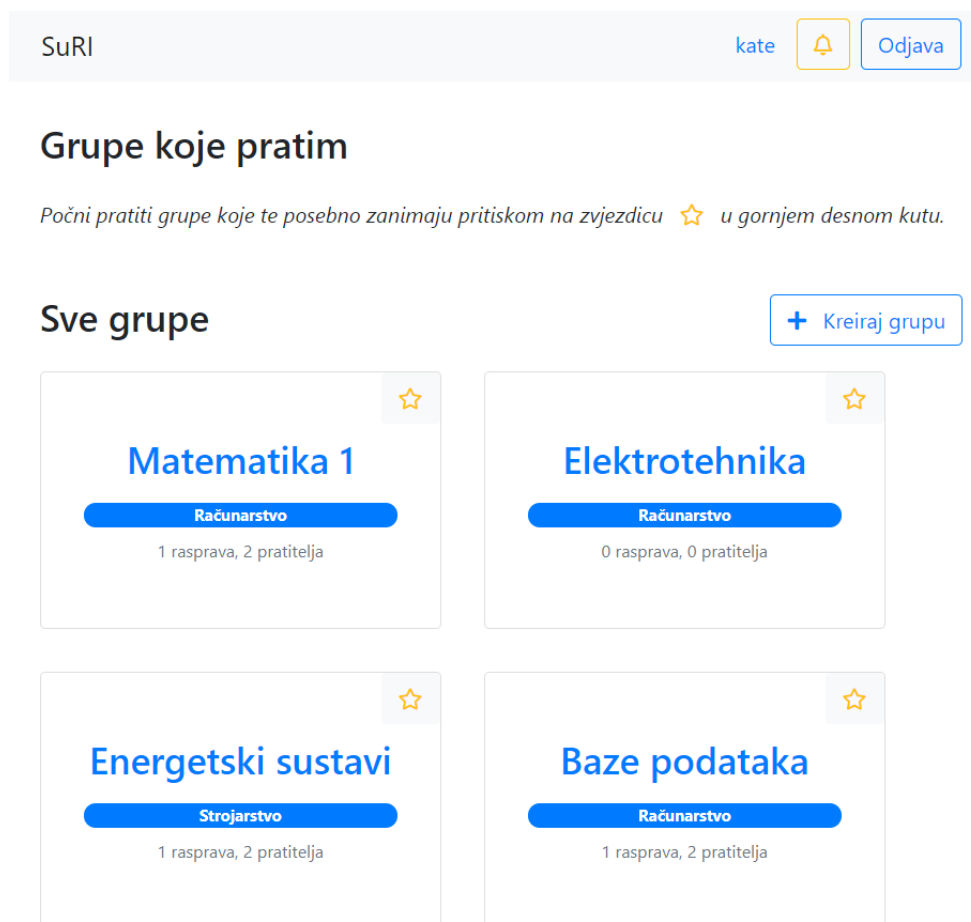 SuRI
kate
Odjava
Grupe koje pratim
Počni pratiti grupe koje te posebno zanimaju pritiskom na zvjezdicu u gornjem desnom kutu.
Sve grupe
Kreiraj grupu
Matematika 1
Računarstvo
1 rasprava, 2 pratitelja
Elektrotehnika
Računarstvo
0 rasprava, 0 pratitelja
Energetski sustavi
Strojarstvo
1 rasprava, 2 pratitelja
Baze podataka
Računarstvo
1 rasprava, 2 pratitelja